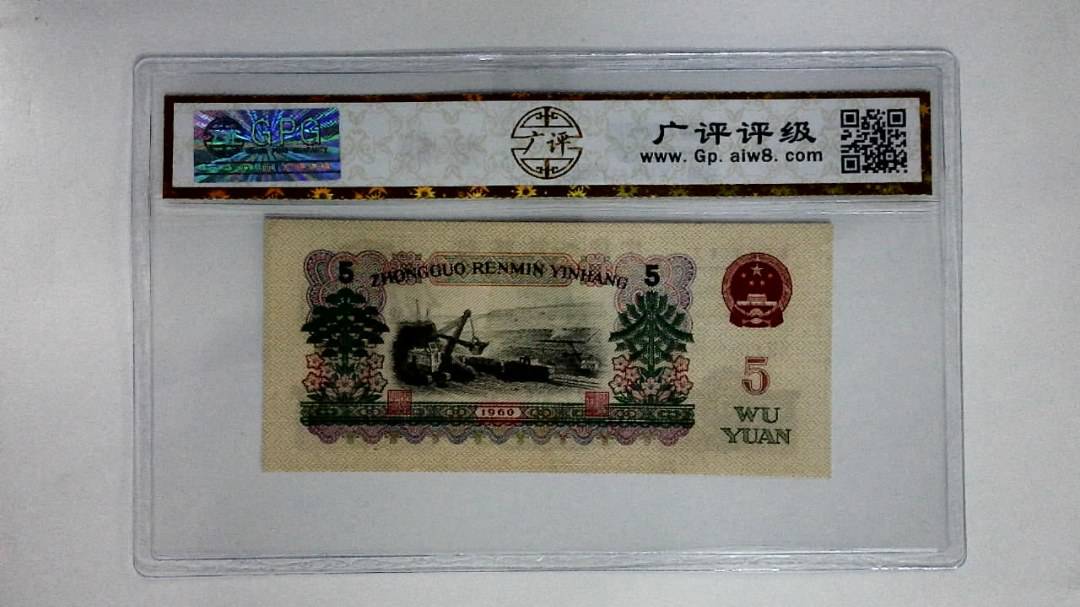 GPG
广评
广评评级
www.Gp.aiw8.com
5
ZHONGGUO RENMIN YINHANG
5
5
WU
YUAN
1960